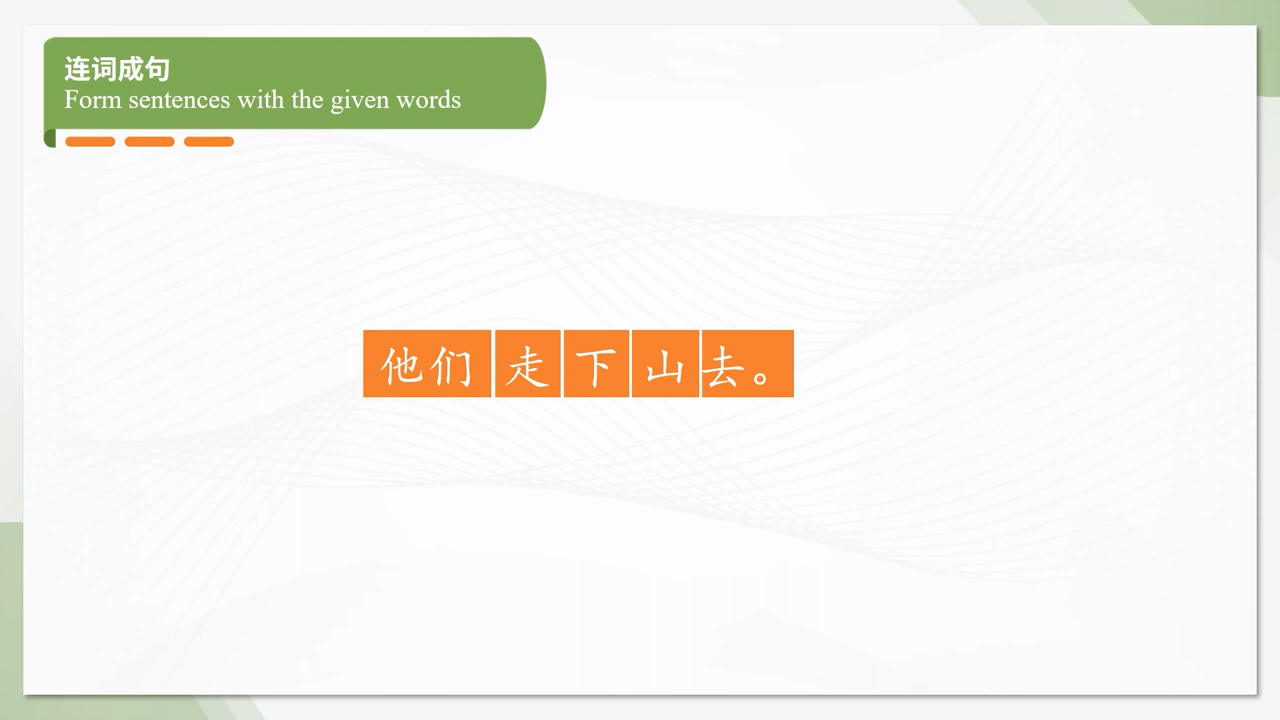 连词成句
Form sentences with the given words
他们 走 下 山 去。